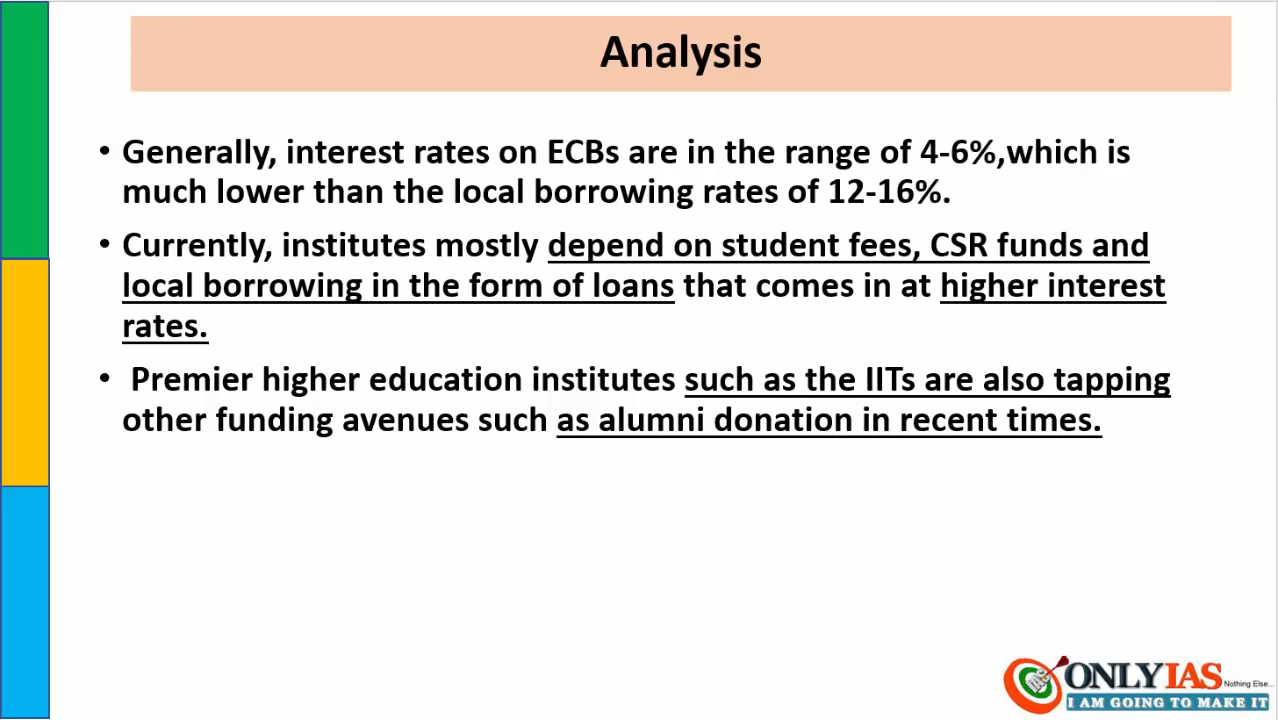 Analysis
• Generally, interest rates on ECBs are in the range of 4-6%,which is
much lower than the local borrowing rates of 12-16%.
• Currently, institutes mostly depend on student fees, CSR funds and
local borrowing in the form of loans that comes in at higher interest
rates.
• Premier higher education institutes such as the IITs are also tapping
other funding avenues such as alumni donation in recent times.
ONLYIAS Nothing Else...
I AM GOING TO MAKE IT